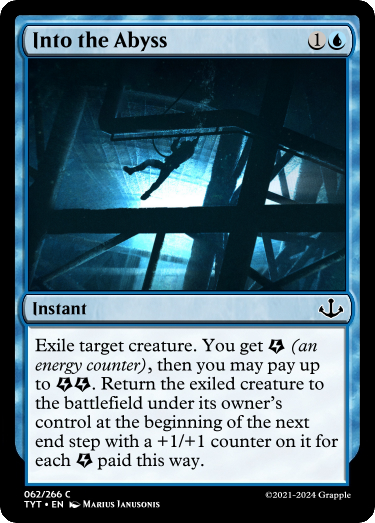 Into the Abyss 1
Instant
Exile target creature. You get (an
energy counter), then you may pay up
to . Return the exiled creature to
the battlefield under its owner's
control at the beginning of the next
end step with a +1/+1 counter on it for
each paid this way.
062/266 C
TYT • EN Marius Janusonis
©2021-2024 Grapple